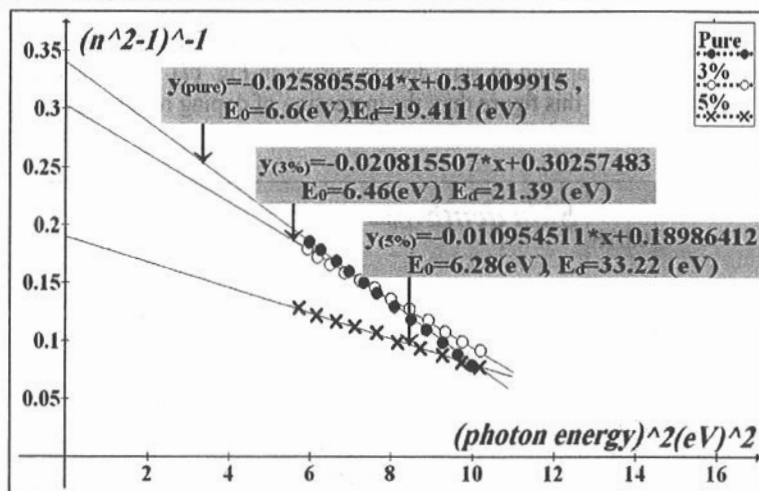 (n^2-1)^-1
Pure
3%
5%
y(pure)=-0.025805504*x+0.34009915 ,
E0=6.6(eV),Ed=19.411 (eV)
y(3%)=-0.020815507*x+0.30257483
E0=6.46(eV), Ed=21.39 (eV)
y(5%)=-0.010954511*x+0.18986412
E0=6.28(eV), Ed=33.22 (eV)
0.35
0.3
0.25
0.2
0.15
0.1
0.05
(photon energy)^2(eV)^2
2 4 6 8 10 12 14 16